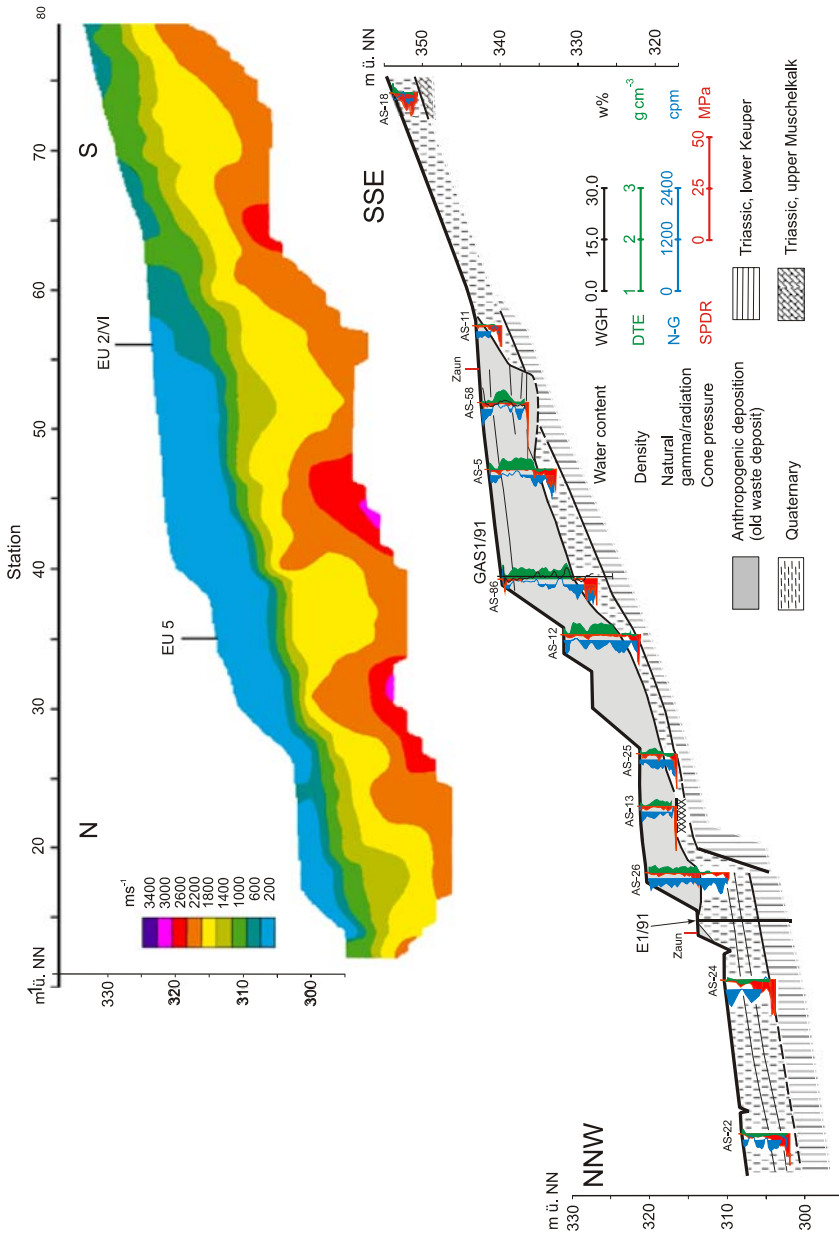 Station
1
10
20
30
40
50
60
70
80
N
S
EU 5
EU 2/VI
m ü. NN
330
320
310
300
ms⁻¹
3400
3000
2600
2200
1800
1400
1000
600
200
NNW
SSE
m ü. NN
330
320
310
300
m ü. NN
350
340
330
320
AS-22
AS-24
Zaun
E1/91
AS-26
AS-13
AS-25
AS-12
AS-86
GAS1/91
AS-5
AS-58
Zaun
AS-11
AS-18
Water content WGH 0.0 15.0 30.0 w%
Density DTE 1 2 3 g cm⁻³
Natural
gamma/radiation N-G 0 1200 2400 cpm
Cone pressure SPDR 0 25 50 MPa
Anthropogenic deposition
(old waste deposit)
Quaternary
Triassic, lower Keuper
Triassic, upper Muschelkalk